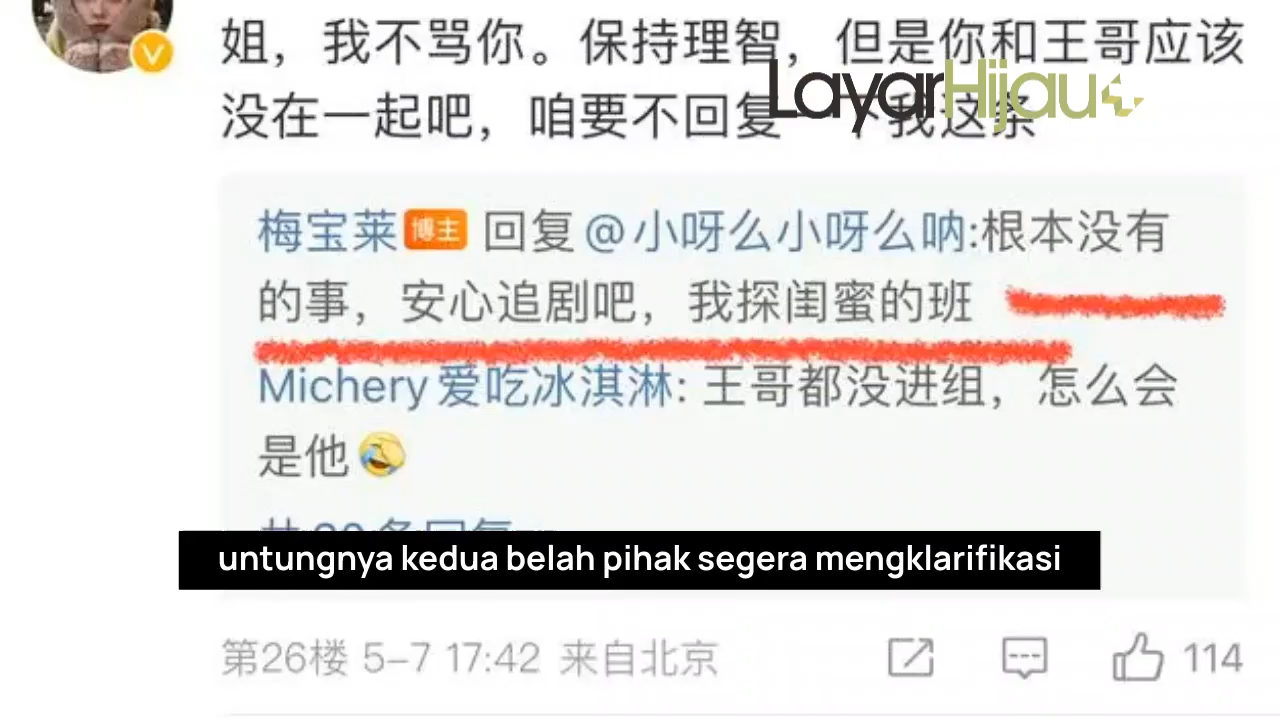 姐，我不骂你。保持理智，但是你和王哥应该
LayarHijau
没在一起吧，咱要不回复一下我这条
梅宝莱 博主 回复@小呀么小呀么呐:根本没有
的事，安心追剧吧，我探闺蜜的班
Michery爱吃冰淇淋: 王哥都没进组，怎么会
是他
untungnya kedua belah pihak segera mengklarifikasi
第26楼 5-7 17:42 来自北京
114